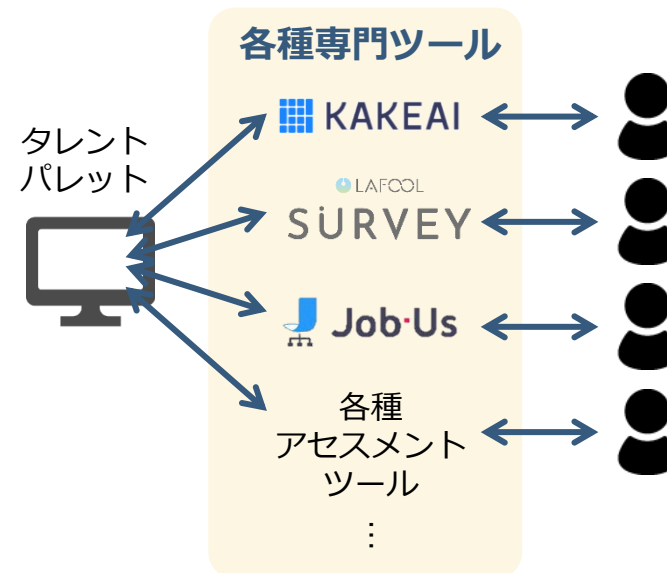 各種専門ツール
タレント
パレット
KAKEAI
LAFOOL
SURVEY
Job·Us
各種
アセスメント
ツール
⋮